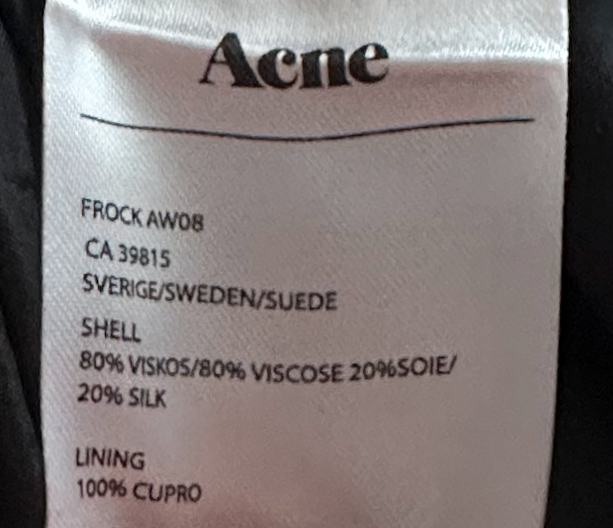 Acne
FROCK AW08
CA 39815
SVERIGE/SWEDEN/SUEDE
SHELL
80% VISKOS/80% VISCOSE 20%SOIE/
20% SILK
LINING
100% CUPRO